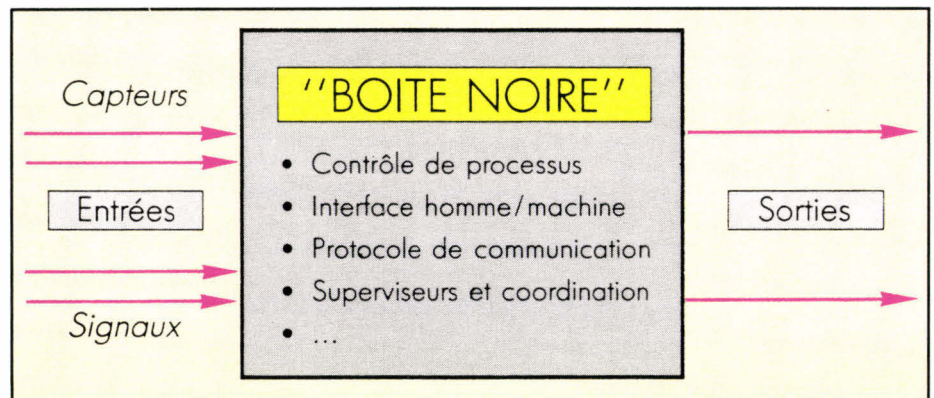 Capteurs
Entrées
Signaux
''BOITE NOIRE''
• Contrôle de processus
• Interface homme/machine
• Protocole de communication
• Superviseurs et coordination
• ...
Sorties